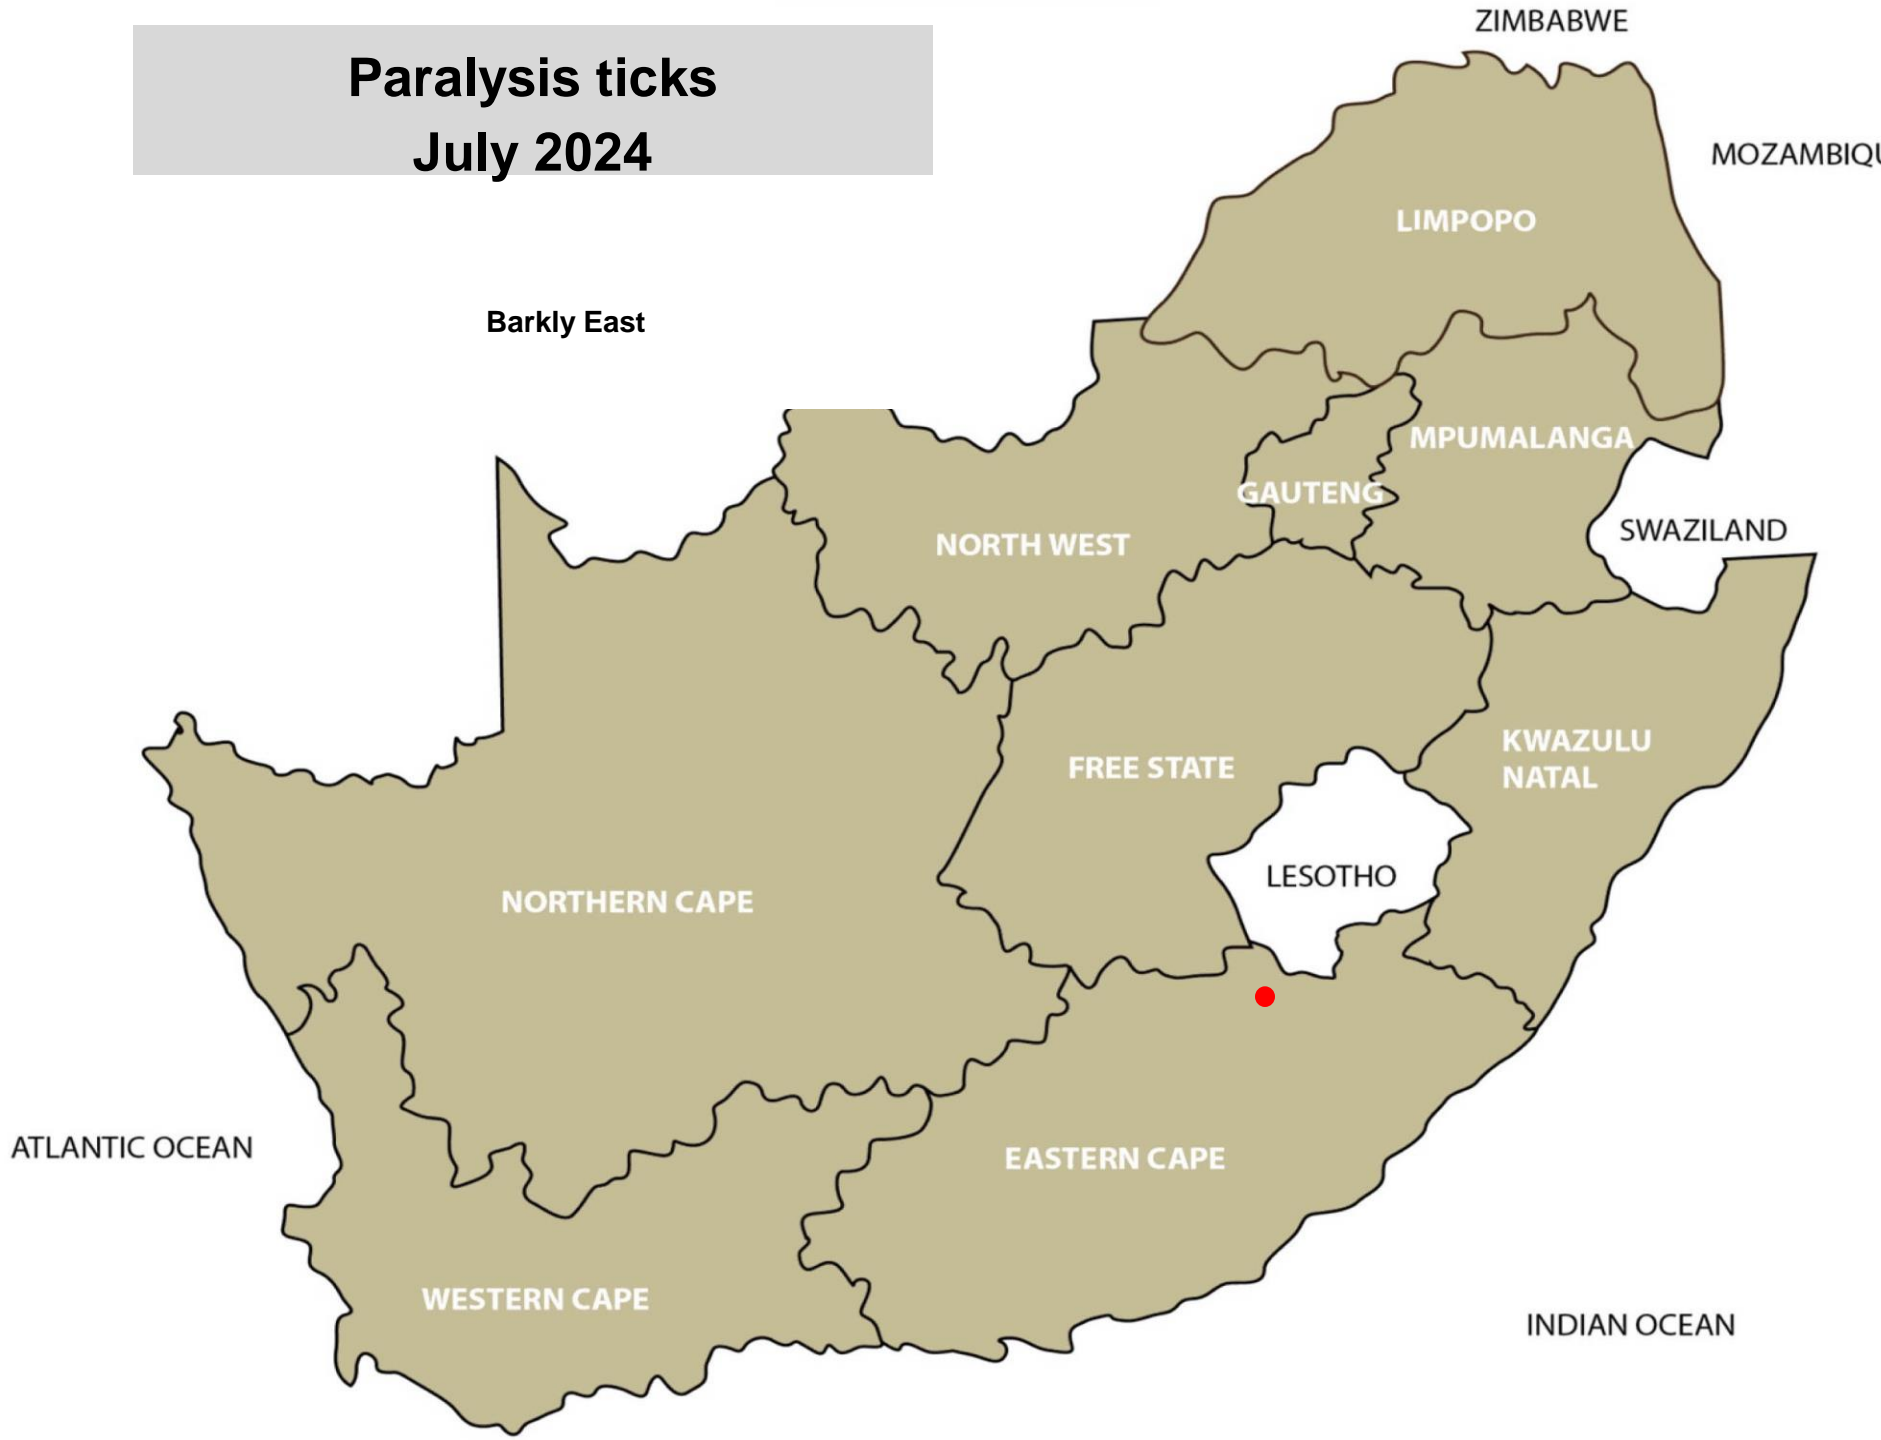 Paralysis ticks
July 2024
ZIMBABWE
MOZAMBIQU
LIMPOPO
Barkly East
MPUMALANGA
GAUTENG
SWAZILAND
NORTH WEST
KWAZULU
NATAL
FREE STATE
LESOTHO
NORTHERN CAPE
ATLANTIC OCEAN
EASTERN CAPE
WESTERN CAPE
INDIAN OCEAN